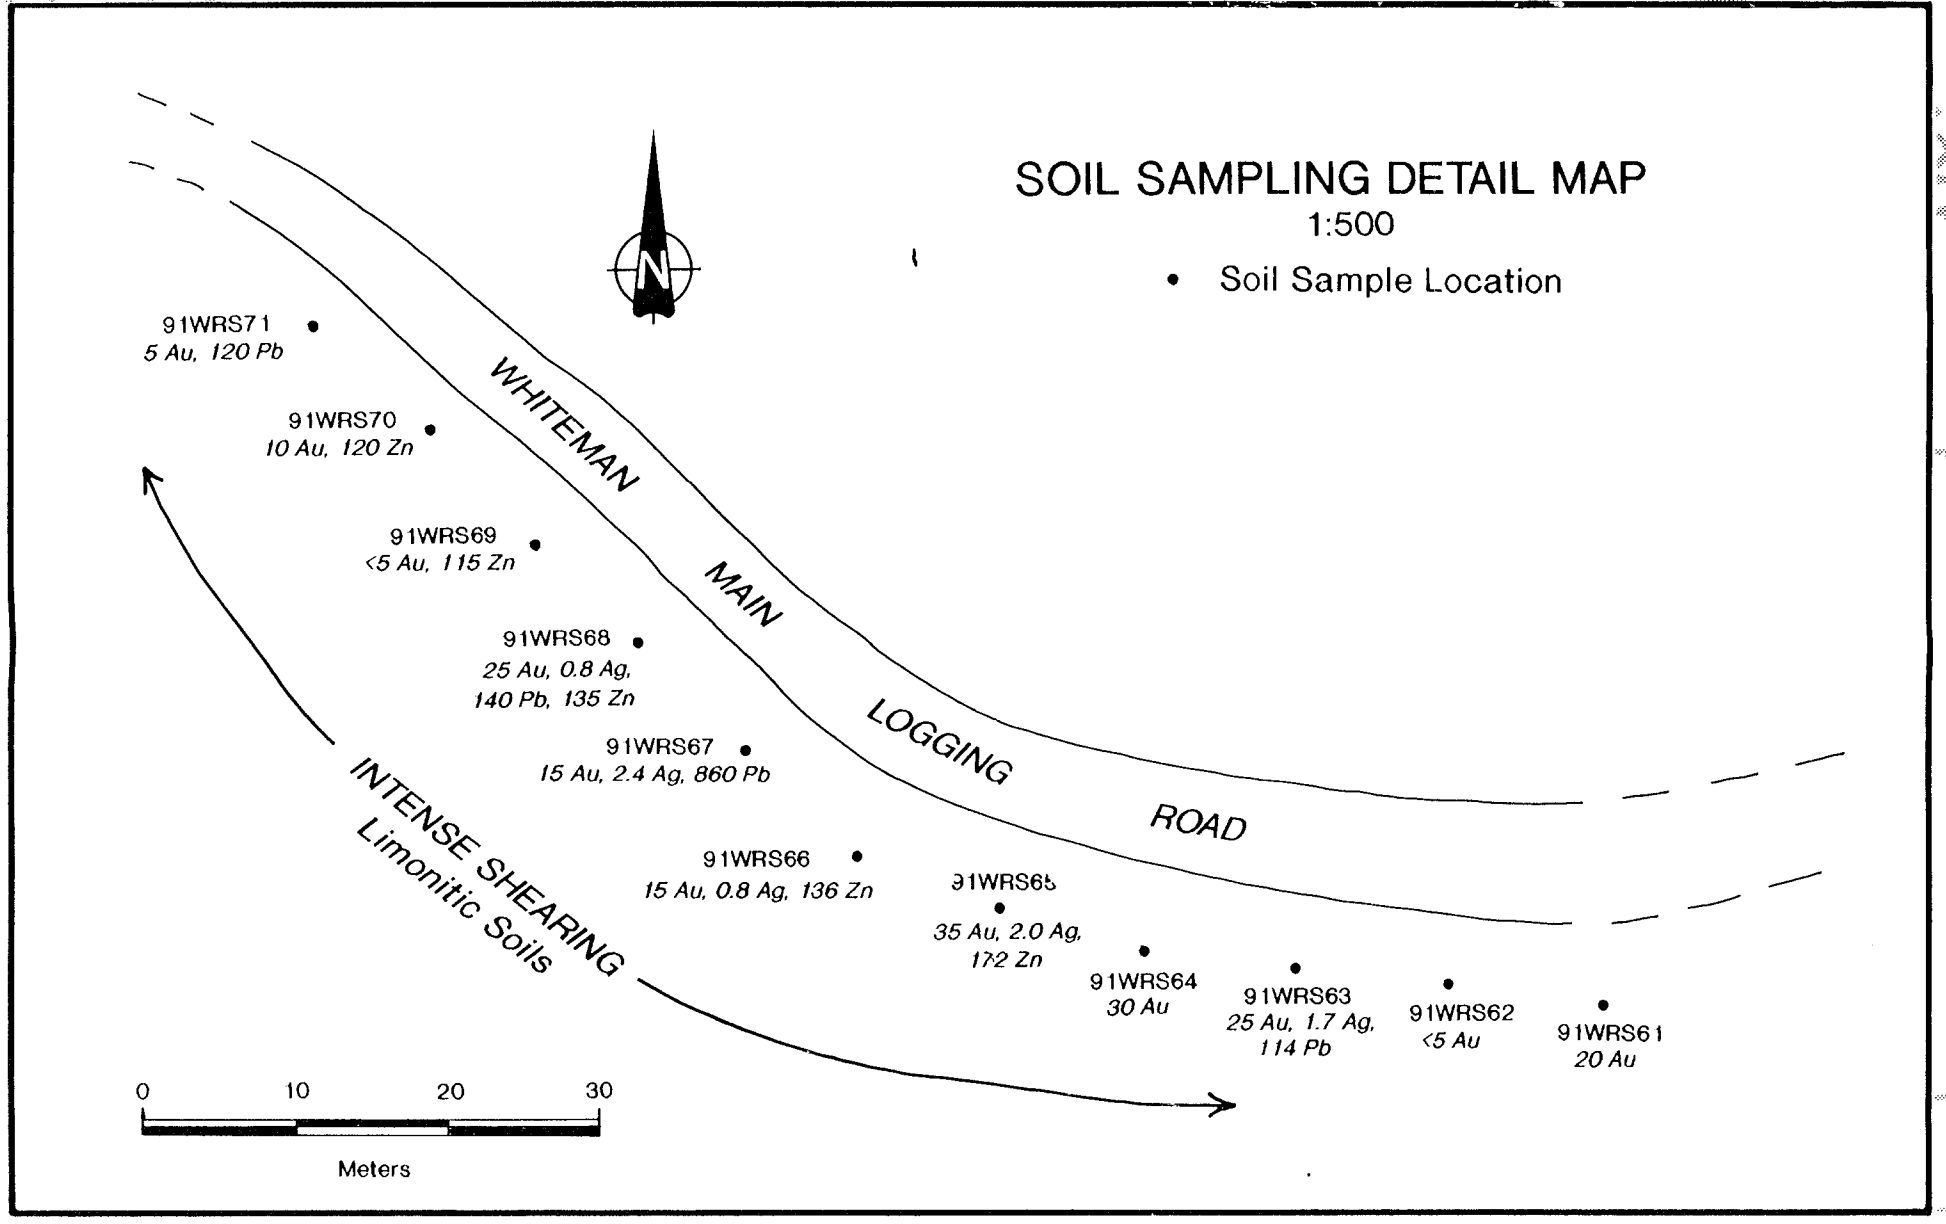 SOIL SAMPLING DETAIL MAP
1:500
• Soil Sample Location
N
91WRS71
5 Au, 120 Pb
91WRS70
10 Au, 120 Zn
91WRS69
<5 Au, 115 Zn
91WRS68
25 Au, 0.8 Ag,
140 Pb, 135 Zn
91WRS67
15 Au, 2.4 Ag, 860 Pb
91WRS66
15 Au, 0.8 Ag, 136 Zn
91WRS65
35 Au, 2.0 Ag,
172 Zn
91WRS64
30 Au
91WRS63
25 Au, 1.7 Ag,
114 Pb
91WRS62
<5 Au
91WRS61
20 Au
WHITEMAN
MAIN
LOGGING
ROAD
INTENSE SHEARING
Limonitic Soils
0 10 20 30
Meters